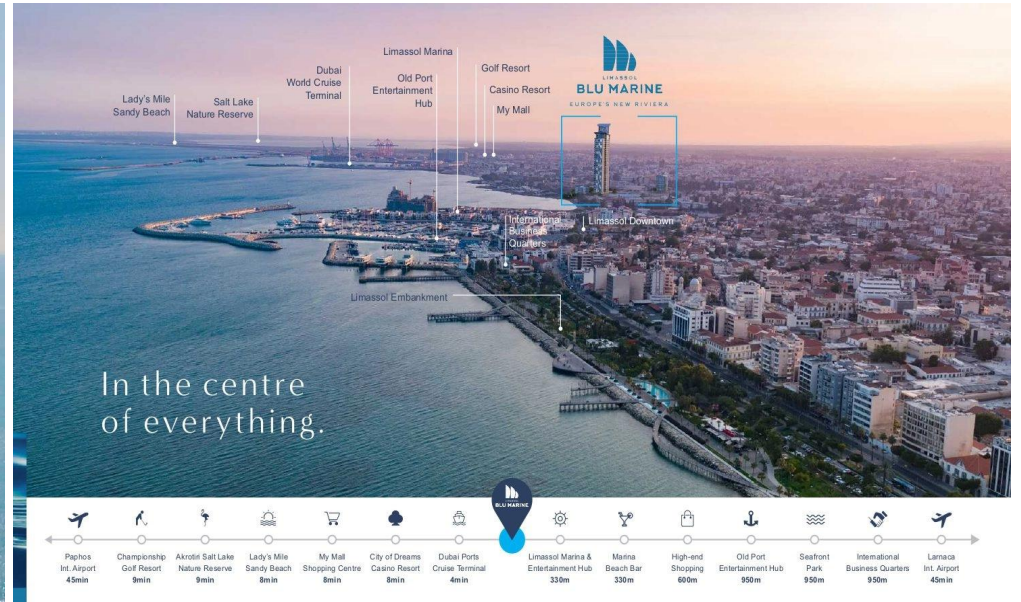 Limassol Marina
Dubai
World Cruise
Terminal
Old Port
Entertainment
Hub
Golf Resort
Casino Resort
My Mall
Lady's Mile
Sandy Beach
Salt Lake
Nature Reserve
LIMASSOL
BLU MARINE
EUROPE'S NEW RIVIERA
International
Business
Quarters
Limassol Downtown
Limassol Embankment
In the centre
of everything.
BLU MARINE
Paphos
Int. Airport
45min
Championship
Golf Resort
9min
Akrotiri Salt Lake
Nature Reserve
9min
Lady's Mile
Sandy Beach
8min
My Mall
Shopping Centre
8min
City of Dreams
Casino Resort
8min
Dubai Ports
Cruise Terminal
4min
Limassol Marina &
Entertainment Hub
330m
Marina
Beach Bar
330m
High-end
Shopping
600m
Old Port
Entertainment Hub
950m
Seafront
Park
950m
International
Business Quarters
950m
Larnaca
Int. Airport
45min